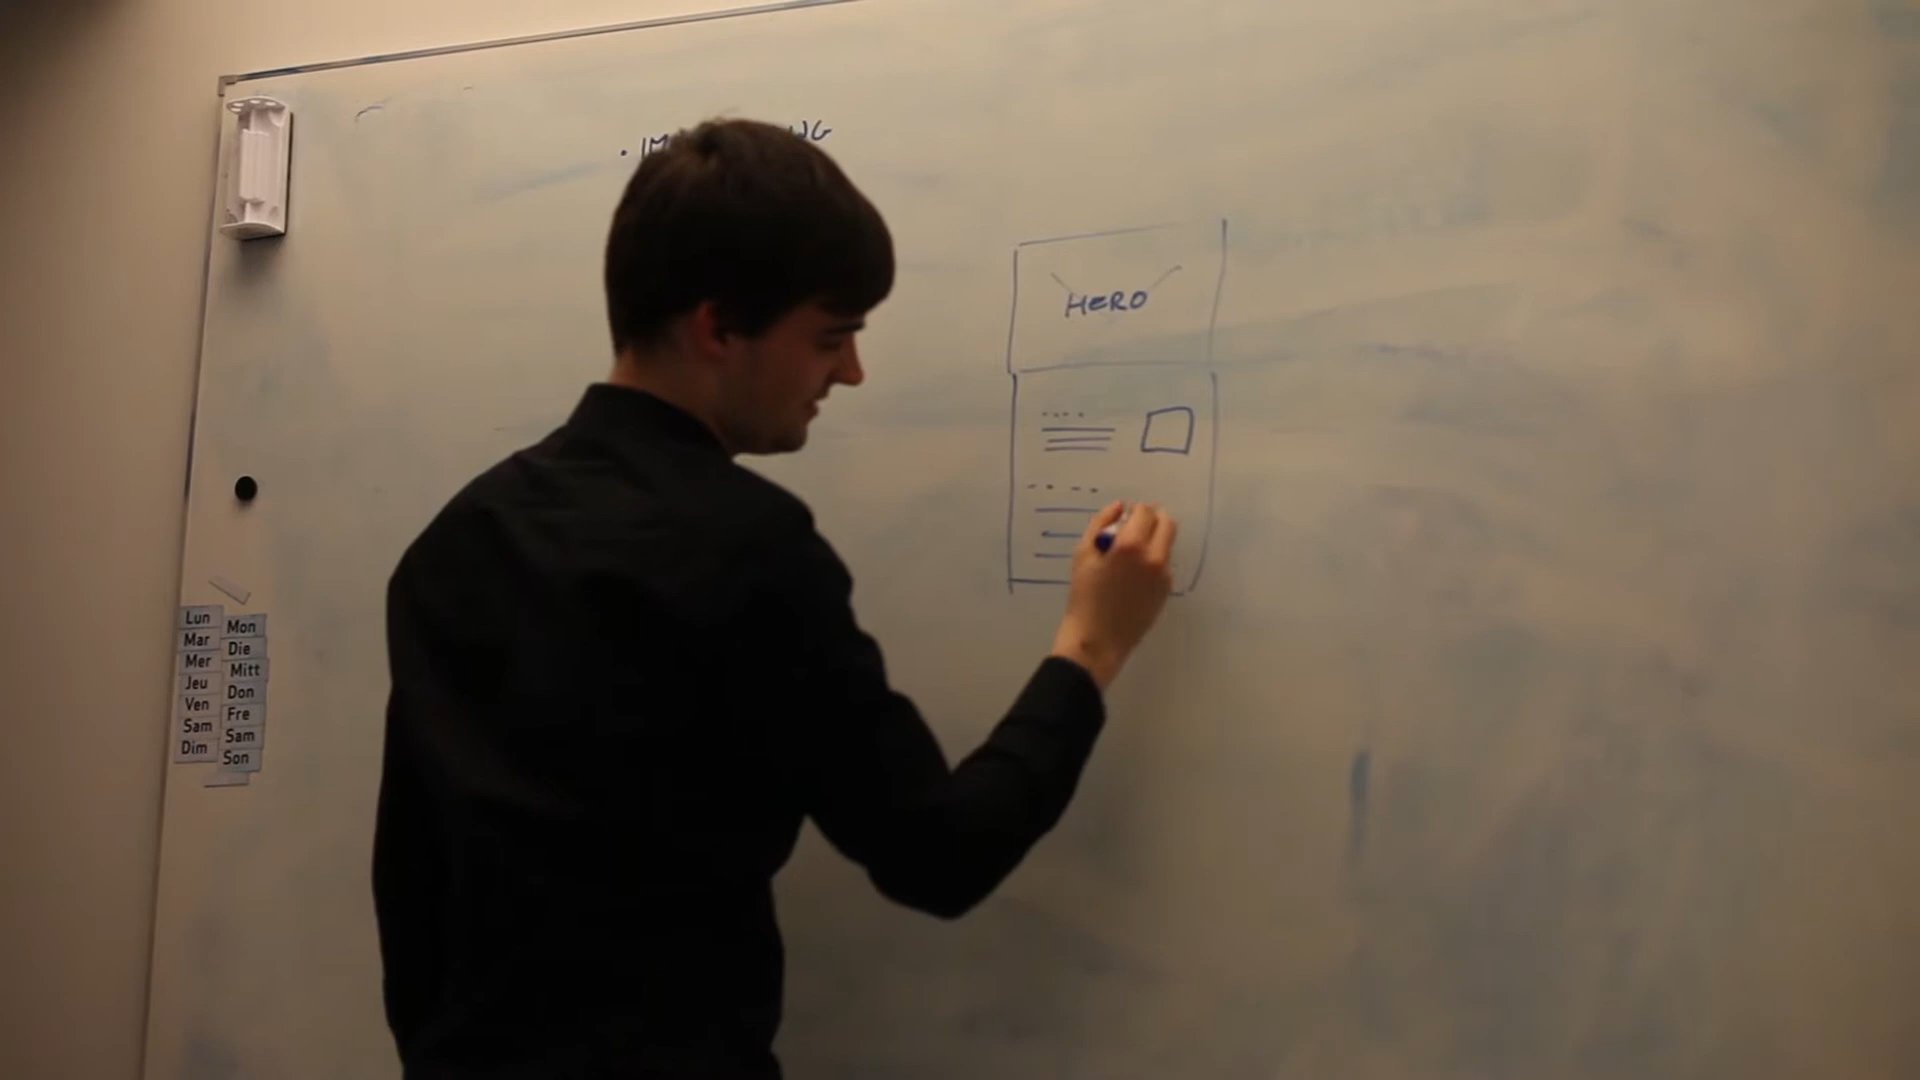 HERO
Lun
Mar
Mer
Jeu
Ven
Sam
Dim
Mon
Die
Mitt
Don
Fre
Sam
Son